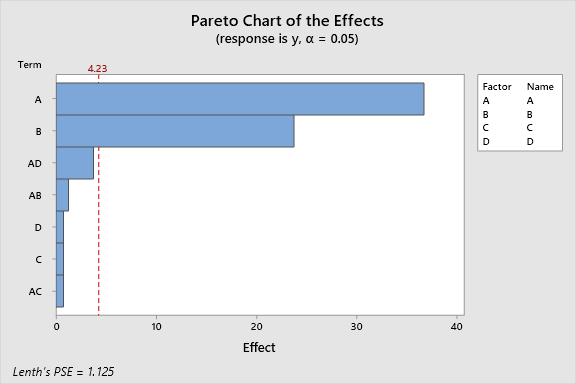 Pareto Chart of the Effects
(response is y, α = 0.05)
Term
4.23
A
B
AD
AB
D
C
AC
0 10 20 30 40
Effect
Factor Name
A A
B B
C C
D D
Lenth's PSE = 1.125